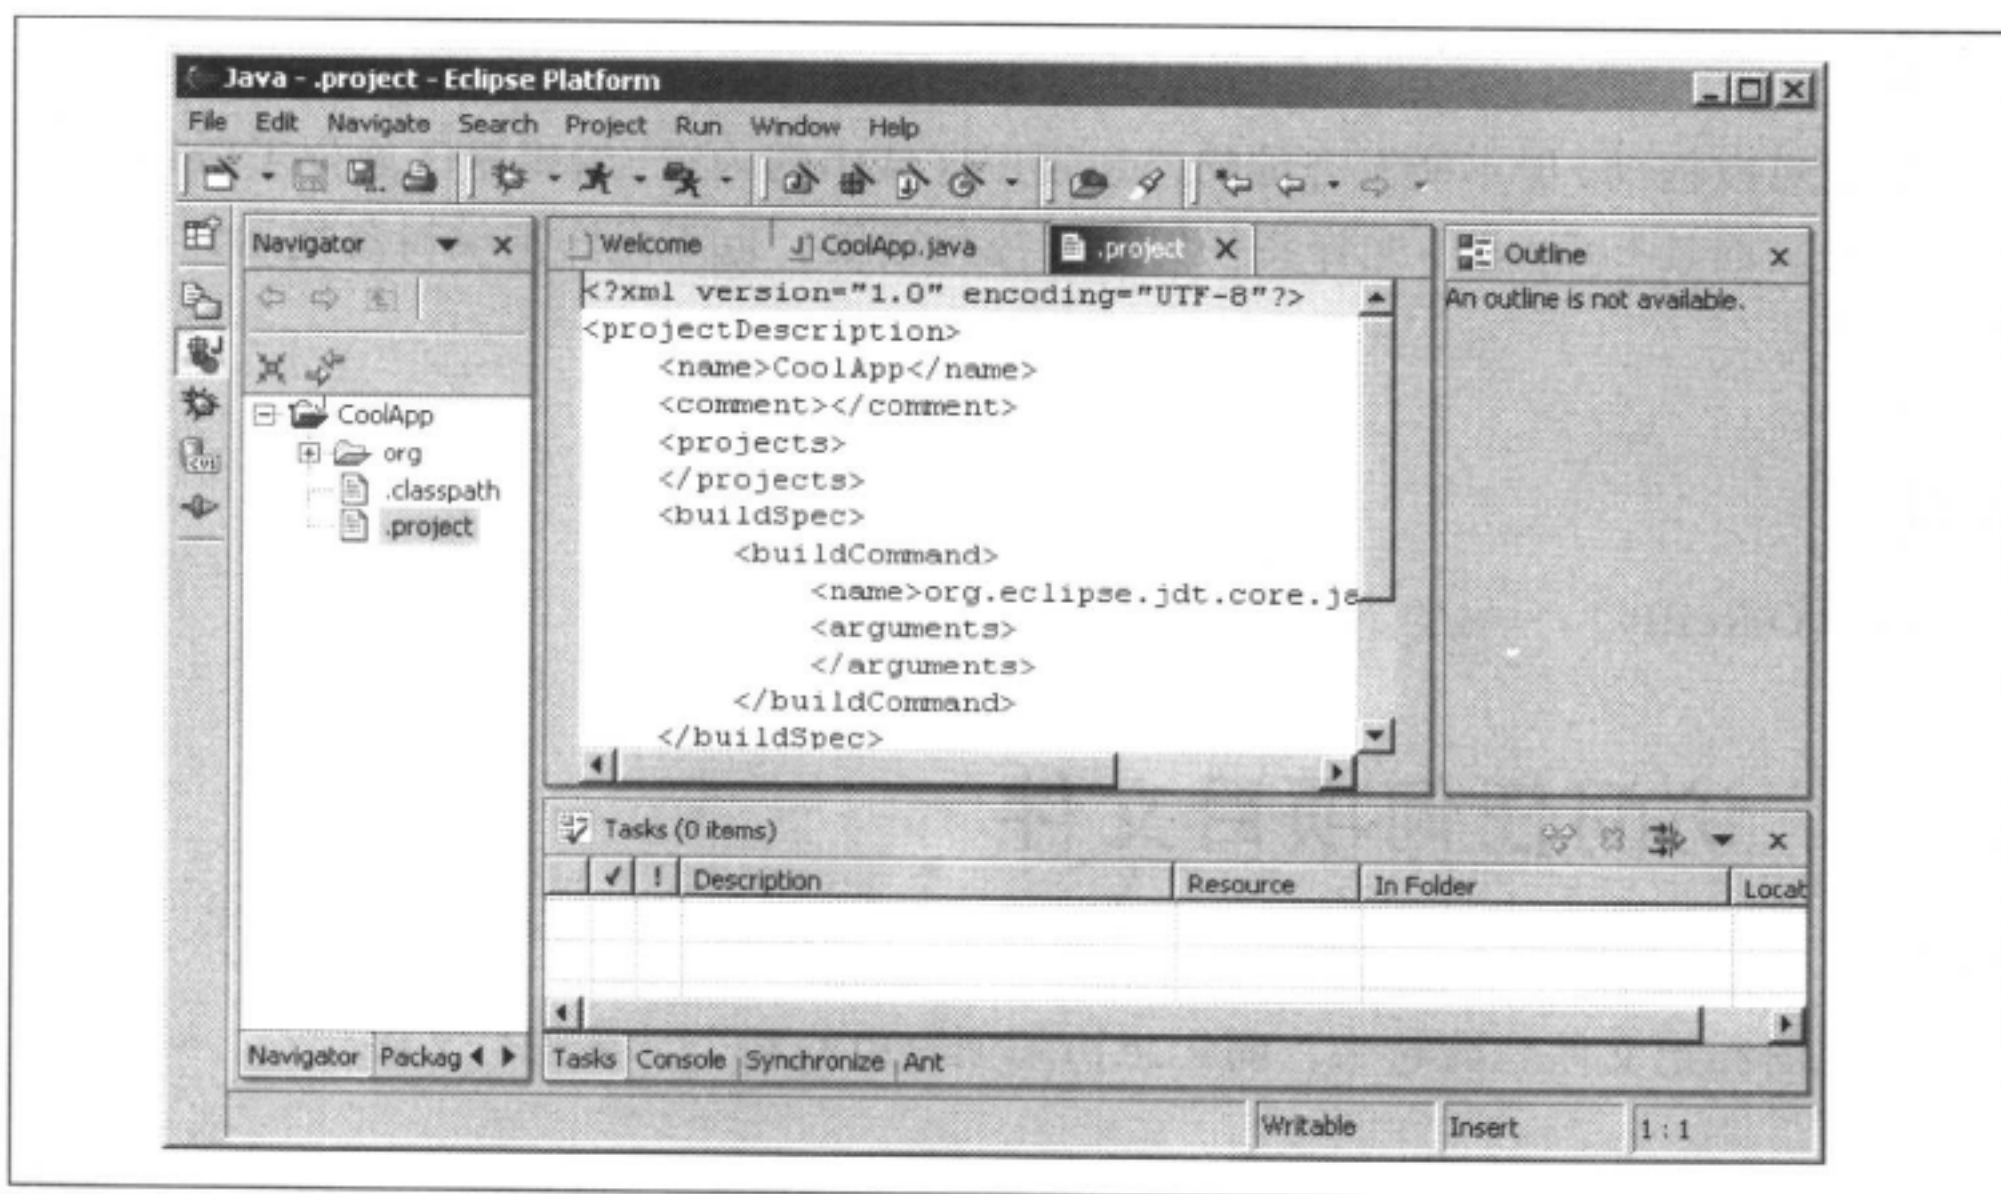 Java - .project - Eclipse Platform
File Edit Navigate Search Project Run Window Help
Navigator
CoolApp
org
.classpath
.project
Navigator Packag
Welcome CoolApp.java .project
<?xml version="1.0" encoding="UTF-8"?>
<projectDescription>
<name>CoolApp</name>
<comment></comment>
<projects>
</projects>
<buildSpec>
<buildCommand>
<name>org.eclipse.jdt.core.ja
<arguments>
</arguments>
</buildCommand>
</buildSpec>
Outline
An outline is not available.
Tasks (0 items)
! Description Resource In Folder Locat
Tasks Console Synchronize Ant
Writable Insert 1 : 1